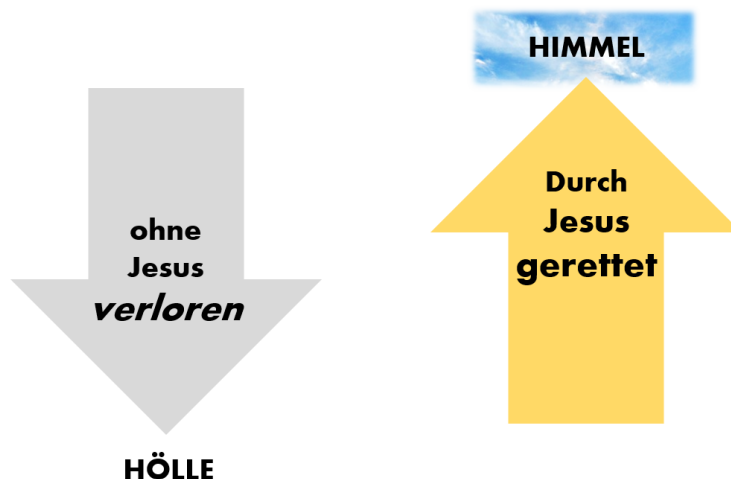 ohne
Jesus
verloren
HÖLLE
HIMMEL
Durch
Jesus
gerettet